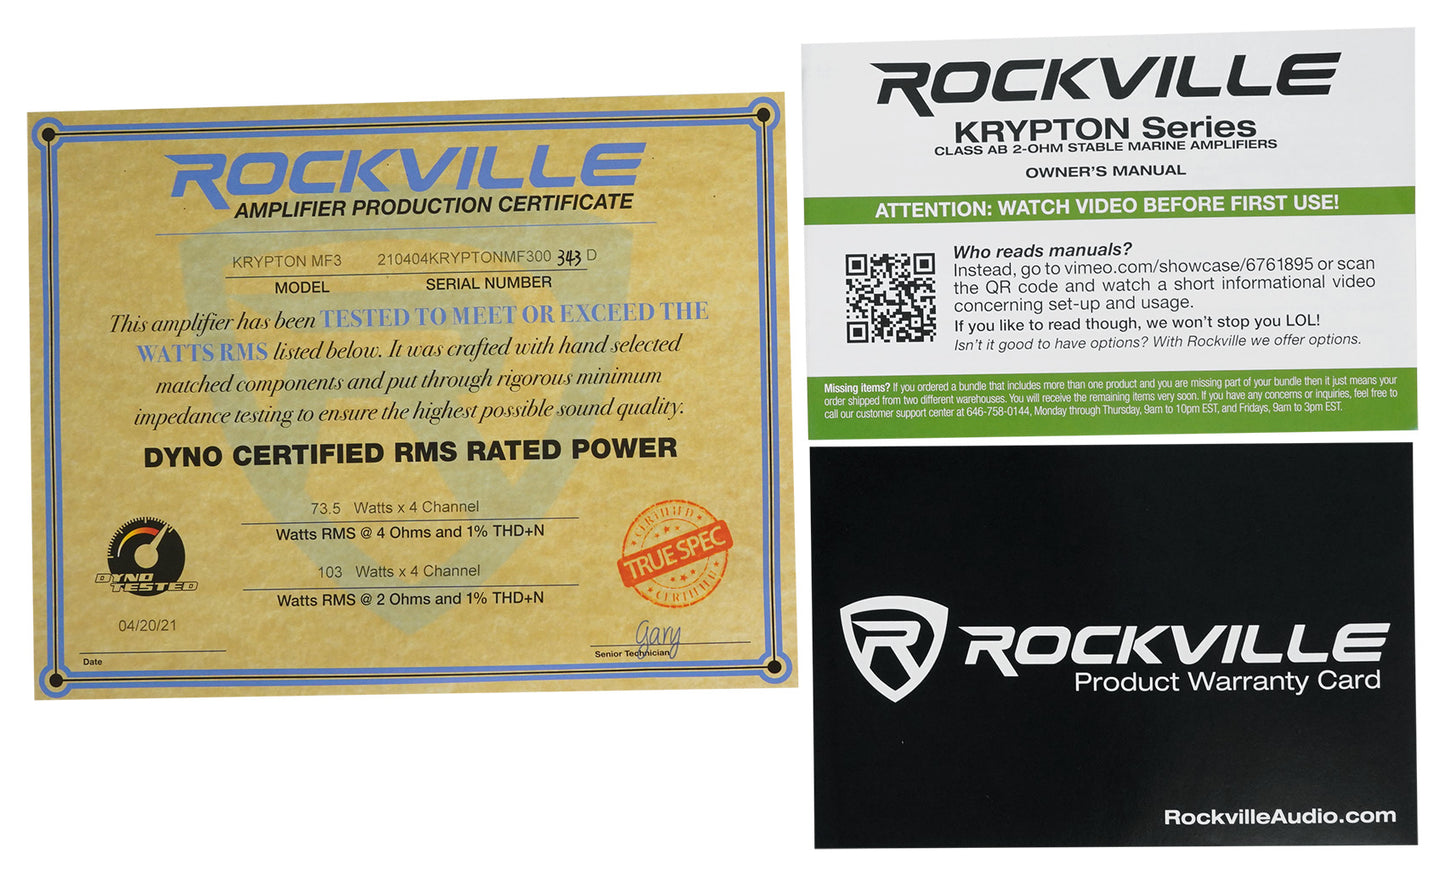 ROCKVILLE
AMPLIFIER PRODUCTION CERTIFICATE
KRYPTON MF3 210404KRYPTONMF300 343 D
MODEL SERIAL NUMBER
This amplifier has been TESTED TO MEET OR EXCEED THE
WATTS RMS listed below. It was crafted with hand selected
matched components and put through rigorous minimum
impedance testing to ensure the highest possible sound quality.
DYNO CERTIFIED RMS RATED POWER
73.5 Watts x 4 Channel
Watts RMS @ 4 Ohms and 1% THD+N
103 Watts x 4 Channel
Watts RMS @ 2 Ohms and 1% THD+N
DYNO
TESTED
CERTIFIED
TRUE SPEC
CERTIFIED
04/20/21
Date
Gary
Senior Technician
ROCKVILLE
KRYPTON Series
CLASS AB 2-OHM STABLE MARINE AMPLIFIERS
OWNER'S MANUAL
ATTENTION: WATCH VIDEO BEFORE FIRST USE!
Who reads manuals?
Instead, go to vimeo.com/showcase/6761895 or scan
the QR code and watch a short informational video
concerning set-up and usage.
If you like to read though, we won't stop you LOL!
Isn't it good to have options? With Rockville we offer options.
Missing items? If you ordered a bundle that includes more than one product and you are missing part of your bundle then it just means your
order shipped from two different warehouses. You will receive the remaining items very soon. If you have any concerns or inquiries, feel free to
call our customer support center at 646-758-0144, Monday through Thursday, 9am to 10pm EST, and Fridays, 9am to 3pm EST.
R ROCKVILLE
Product Warranty Card
RockvilleAudio.com